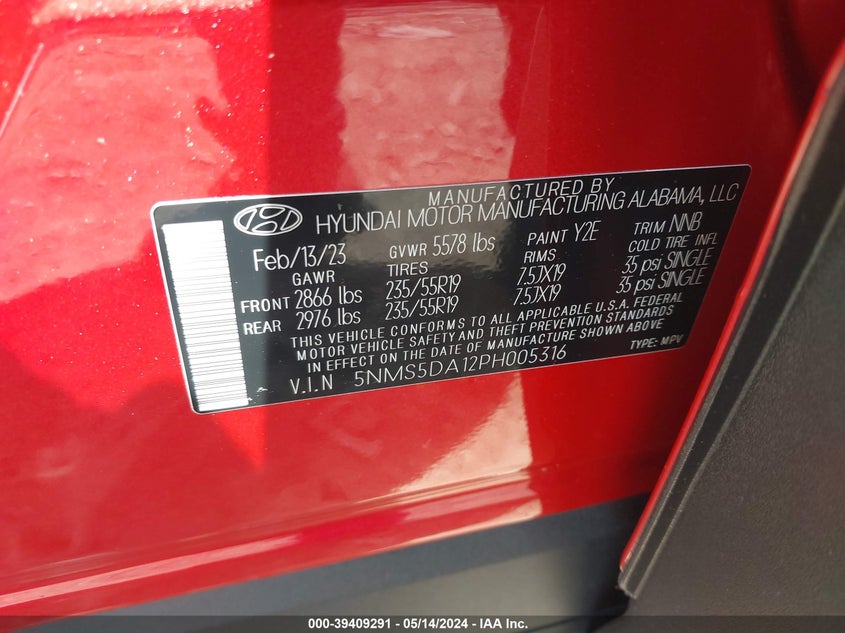 MANUFACTURED BY
HYUNDAI MOTOR MANUFACTURING ALABAMA, LLC
Feb/13/23 GVWR 5578 lbs PAINT Y2E TRIM NNB
GAWR TIRES RIMS COLD TIRE INFL
FRONT 2866 lbs 235/55R19 7.5JX19 35 psi SINGLE
REAR 2976 lbs 235/55R19 7.5JX19 35 psi SINGLE
THIS VEHICLE CONFORMS TO ALL APPLICABLE U.S.A. FEDERAL
MOTOR VEHICLE SAFETY AND THEFT PREVENTION STANDARDS
IN EFFECT ON THE DATE OF MANUFACTURE SHOWN ABOVE
V.I.N 5NMS5DA12PH005316 TYPE: MPV
000-39409291 - 05/14/2024 - IAA Inc.